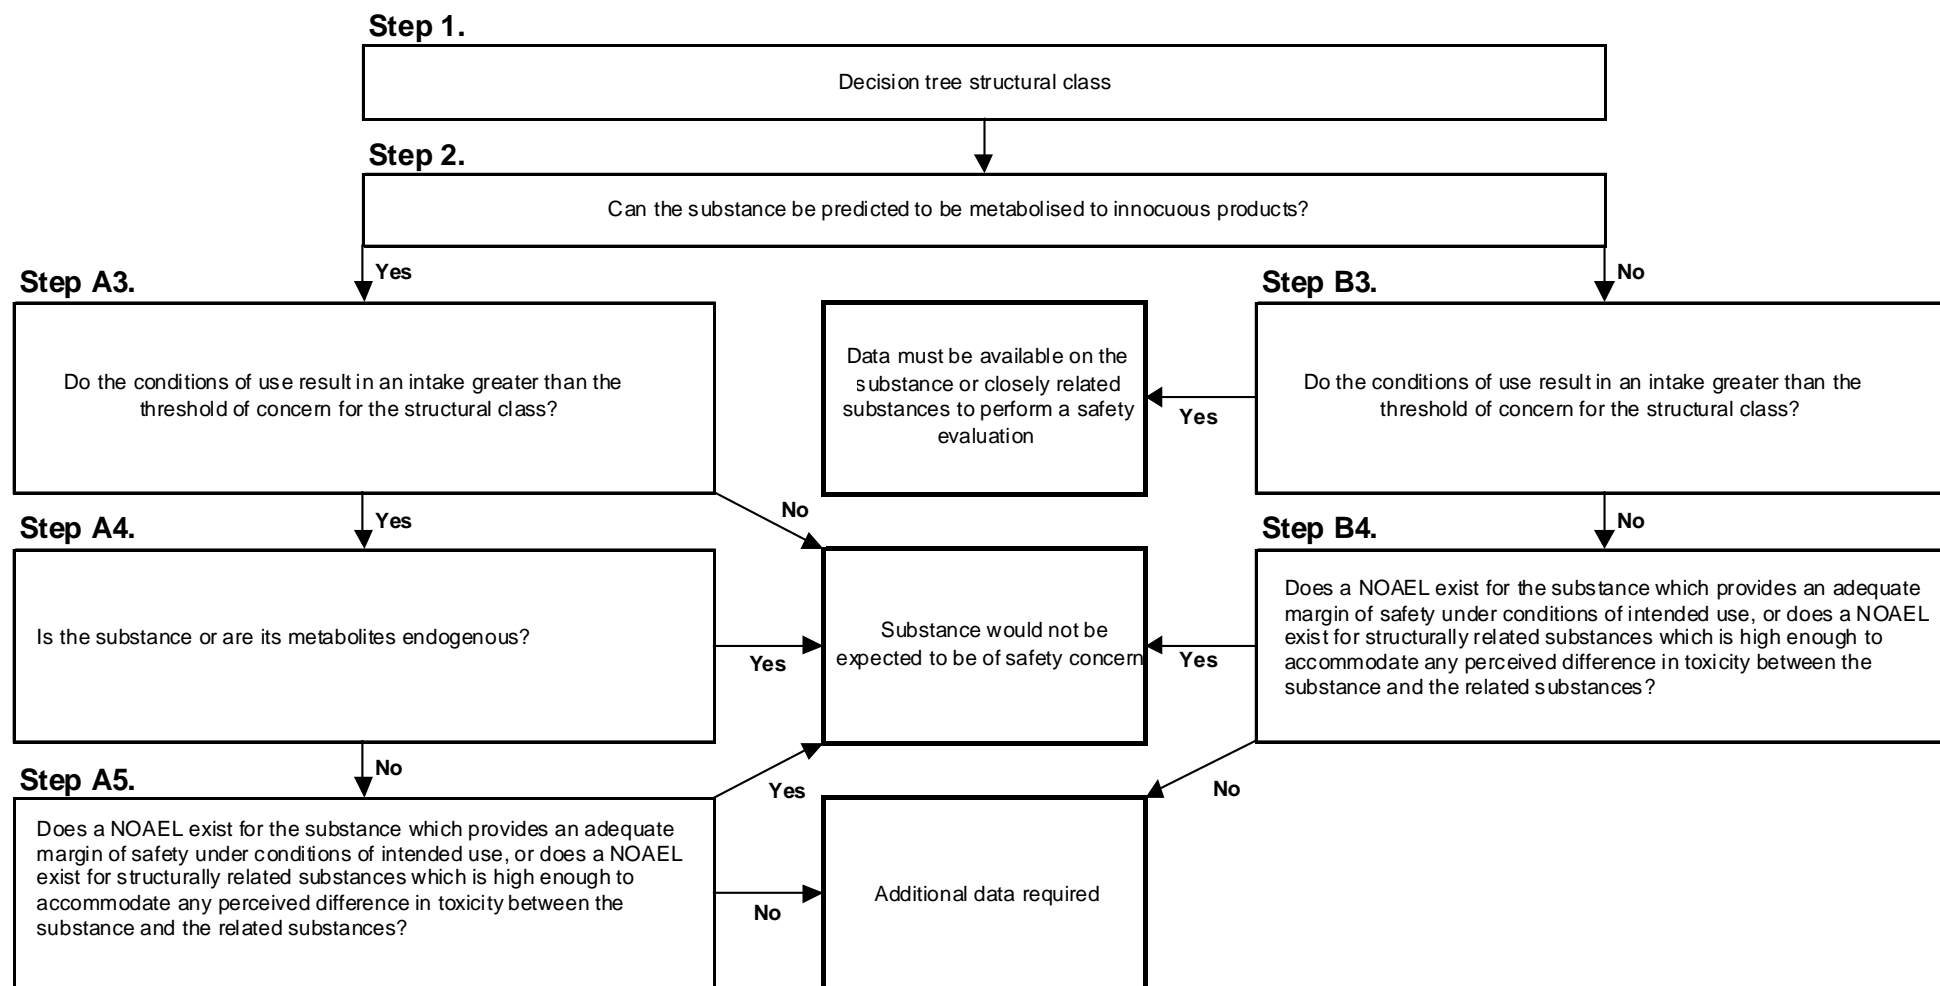 Step 1.
Decision tree structural class
Step 2.
Can the substance be predicted to be metabolised to innocuous products?
Yes
No
Step A3.
Do the conditions of use result in an intake greater than the
threshold of concern for the structural class?
Data must be available on the
substance or closely related
substances to perform a safety
evaluation
Yes
Step B3.
Do the conditions of use result in an intake greater than the
threshold of concern for the structural class?
Yes
No
No
Step A4.
Is the substance or are its metabolites endogenous?
Yes
Substance would not be
expected to be of safety concern
Yes
Step B4.
Does a NOAEL exist for the substance which provides an adequate
margin of safety under conditions of intended use, or does a NOAEL
exist for structurally related substances which is high enough to
accommodate any perceived difference in toxicity between the
substance and the related substances?
No
Yes
No
Step A5.
Does a NOAEL exist for the substance which provides an adequate
margin of safety under conditions of intended use, or does a NOAEL
exist for structurally related substances which is high enough to
accommodate any perceived difference in toxicity between the
substance and the related substances?
No
Additional data required